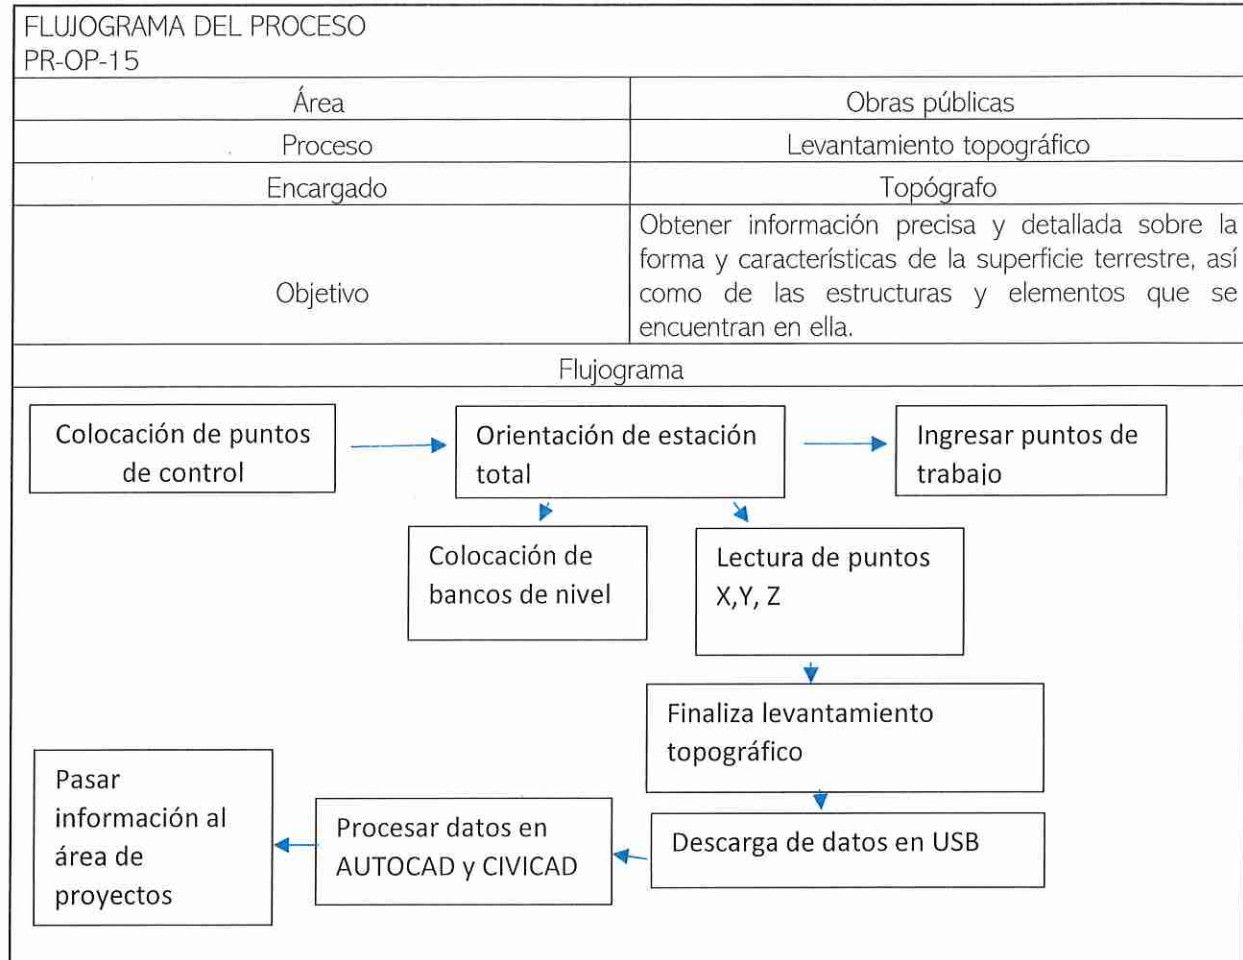 FLUJOGRAMA DEL PROCESO
PR-OP-15
Área
Obras públicas
Proceso
Levantamiento topográfico
Encargado
Topógrafo
Objetivo
Obtener información precisa y detallada sobre la
forma y características de la superficie terrestre, así
como de las estructuras y elementos que se
encuentran en ella.
Flujograma
Colocación de puntos
de control
Orientación de estación
total
Ingresar puntos de
trabajo
Colocación de
bancos de nivel
Lectura de puntos
X,Y, Z
Finaliza levantamiento
topográfico
Descarga de datos en USB
Procesar datos en
AUTOCAD y CIVICAD
Pasar
información al
área de
proyectos